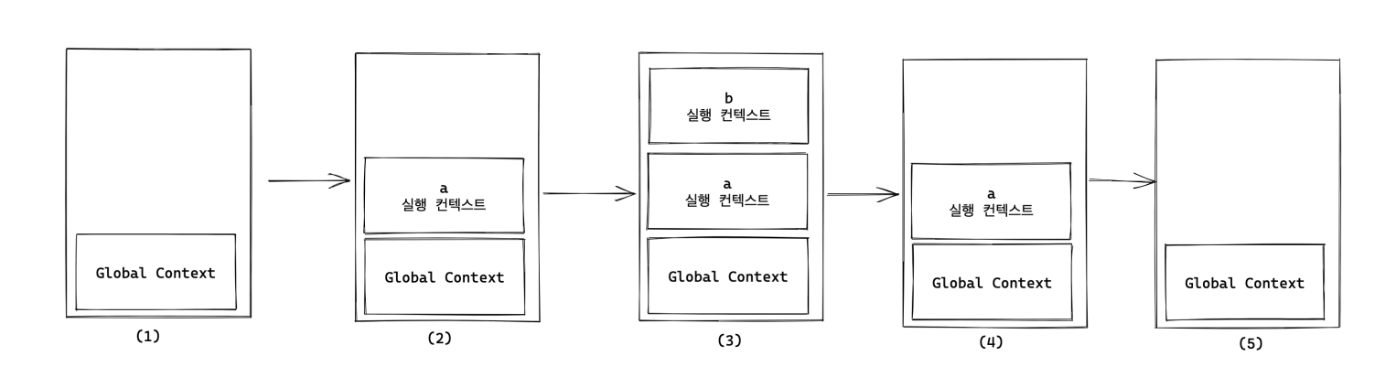 Global Context
(1)
a
실행 컨텍스트
Global Context
(2)
b
실행 컨텍스트
a
실행 컨텍스트
Global Context
(3)
a
실행 컨텍스트
Global Context
(4)
Global Context
(5)